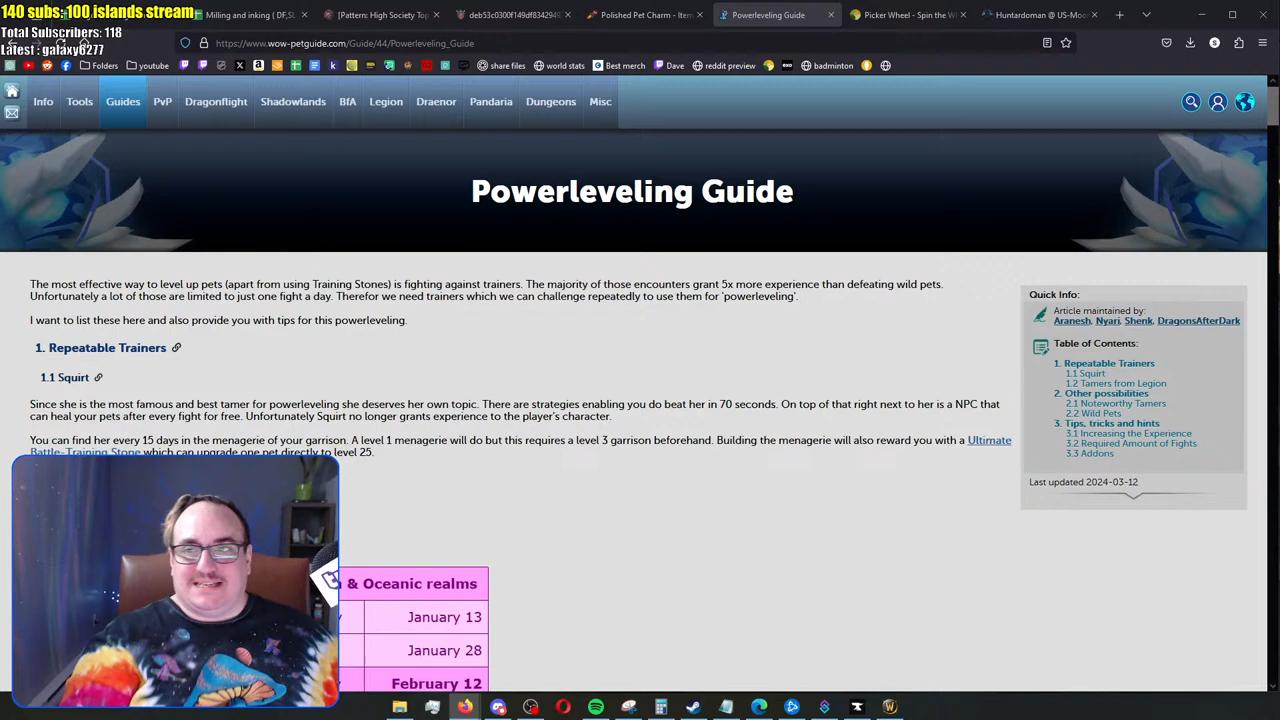 140 subs: 100 islands stream
Total Subscribers: 118
Latest : galaxy6277
Milling and inking ( DF,SL
[Pattern: High Society Top
deb53c0300f149df8342949
Polished Pet Charm - Item
Powerleveling Guide
Picker Wheel - Spin the W
Huntardoman @ US-Moon
https://www.wow-petguide.com/Guide/44/Powerleveling_Guide
Folders
youtube
share files
world stats
Best merch
Dave
reddit preview
badminton
Info
Tools
Guides
PvP
Dragonflight
Shadowlands
BfA
Legion
Draenor
Pandaria
Dungeons
Misc
Powerleveling Guide
The most effective way to level up pets (apart from using Training Stones) is fighting against trainers. The majority of those encounters grant 5x more experience than defeating wild pets.
Unfortunately a lot of those are limited to just one fight a day. Therefor we need trainers which we can challenge repeatedly to use them for 'powerleveling'.
I want to list these here and also provide you with tips for this powerleveling.
1. Repeatable Trainers
1.1 Squirt
Since she is the most famous and best tamer for powerleveling she deserves her own topic. There are strategies enabling you do beat her in 70 seconds. On top of that right next to her is a NPC that
can heal your pets after every fight for free. Unfortunately Squirt no longer grants experience to the player's character.
You can find her every 15 days in the menagerie of your garrison. A level 1 menagerie will do but this requires a level 3 garrison beforehand. Building the menagerie will also reward you with a Ultimate
Battle-Training Stone which can upgrade one pet directly to level 25.
Quick Info:
Article maintained by:
Aranesh, Nyari, Shenk, DragonsAfterDark
Table of Contents:
1. Repeatable Trainers
1.1 Squirt
1.2 Tamers from Legion
2. Other possibilities
2.1 Noteworthy Tamers
2.2 Wild Pets
3. Tips, tricks and hints
3.1 Increasing the Experience
3.2 Required Amount of Fights
3.3 Addons
Last updated 2024-03-12
& Oceanic realms
January 13
January 28
February 12